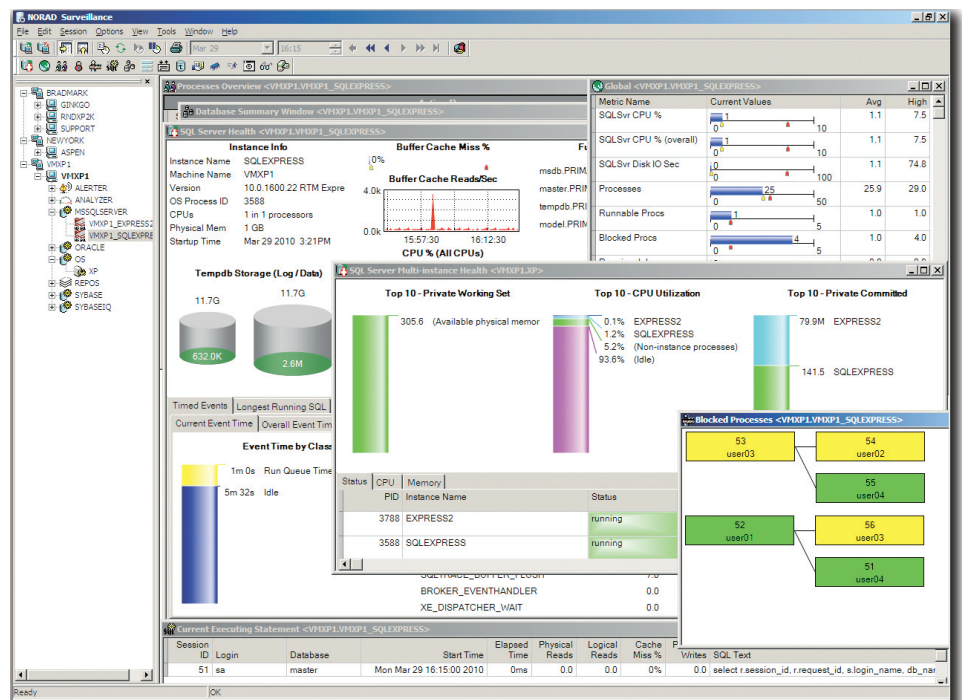 NORAD Surveillance
File Edit Session Options View Tools Window Help
Mar 29 16:15
BRADMARK
GINKGO
RNDXP2K
SUPPORT
NEWYORK
ASPEN
VMXP1
VMXP1
ALERTER
ANALYZER
MSSQLSERVER
VMXP1_EXPRESS2
VMXP1_SQLEXPRE
ORACLE
OS
XP
REPOS
SYBASE
SYBASEIQ
Processes Overview <VMXP1.VMXP1_SQLEXPRESS>
Database Summary Window <VMXP1.VMXP1_SQLEXPRESS>
SQL Server Health <VMXP1.VMXP1_SQLEXPRESS>
Instance Info
Instance Name SQLEXPRESS
Machine Name VMXP1
Version 10.0.1600.22 RTM Expre
OS Process ID 3588
CPUs 1 in 1 processors
Physical Mem 1 GB
Startup Time Mar 29 2010 3:21PM
Buffer Cache Miss %
0%
Buffer Cache Reads/Sec
4.0k
0.0k
15:57:30 16:12:30
CPU % (All CPUs)
Fu
msdb.PRIM
master.PRIM
tempdb.PRIM
model.PRIM
Tempdb Storage (Log / Data)
11.7G 11.7G
632.0K 2.6M
Timed Events Longest Running SQL
Current Event Time Overall Event Tim
Event Time by Clas
1m 0s Run Queue Time
5m 32s Idle
BROKER_EVENTHANDLER 0.0
XE_DISPATCHER_WAIT 0.0
Global <VMXP1.VMXP1_SQLEXPRESS>
Metric Name Current Values Avg High
SQLSvr CPU % 1 0 10 1.1 7.5
SQLSvr CPU % (overall) 1 0 10 1.1 7.5
SQLSvr Disk IO Sec 0 0 100 1.1 74.8
Processes 25 0 50 25.9 29.0
Runnable Procs 1 0 5 1.0 1.0
Blocked Procs 4 0 5 1.0 4.0
SQL Server Multi-instance Health <VMXP1.XP>
Top 10 - Private Working Set
305.6 (Available physical memor
Top 10 - CPU Utilization
0.1% EXPRESS2
1.2% SQLEXPRESS
5.2% (Non-instance processes)
93.6% (Idle)
Top 10 - Private Committed
79.9M EXPRESS2
141.5 SQLEXPRESS
Status CPU Memory
PID Instance Name Status
3788 EXPRESS2 running
3588 SQLEXPRESS running
Blocked Processes <VMXP1.VMXP1_SQLEXPRESS>
53
user03
54
user02
55
user04
52
user01
56
user03
51
user04
Current Executing Statement <VMXP1.VMXP1_SQLEXPRESS>
Session ID Login Database Start Time Elapsed Time Physical Reads Logical Reads Cache Miss % Writes SQL Text
51 sa master Mon Mar 29 16:15:00 2010 0ms 0.0 0.0 0% 0.0 select r.session_id, r.request_id, s.login_name, db_nar
Ready OK